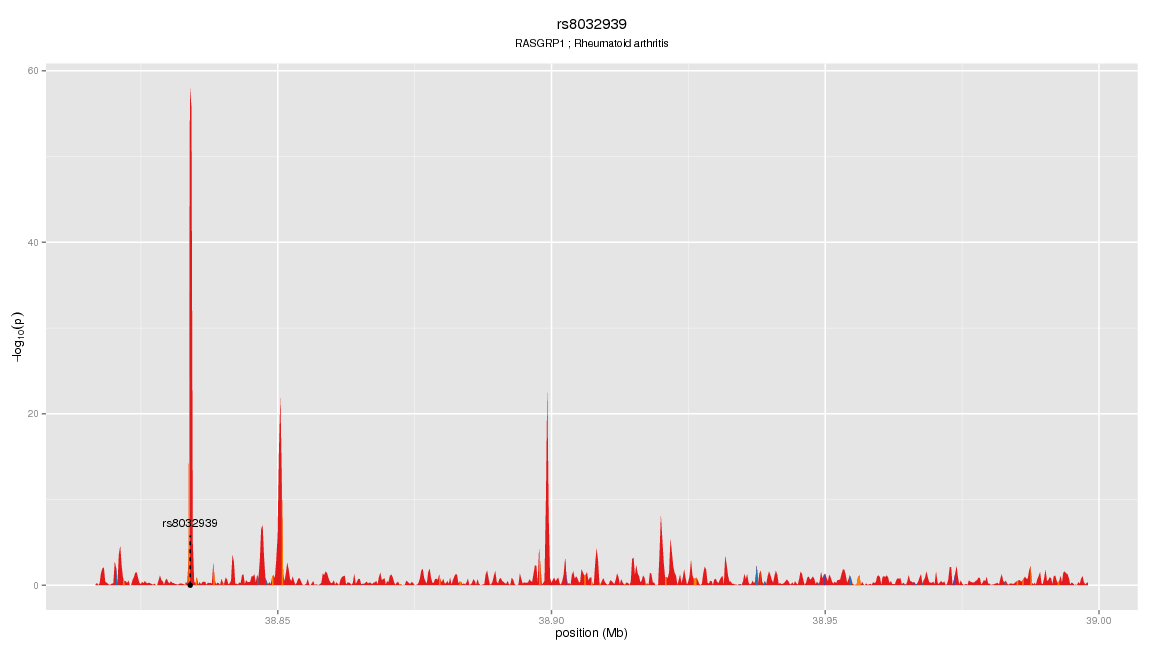 rs8032939
RASGRP1 ; Rheumatoid arthritis
60
40
20
0
−log10(p)
rs8032939
38.85
38.90
38.95
39.00
position (Mb)